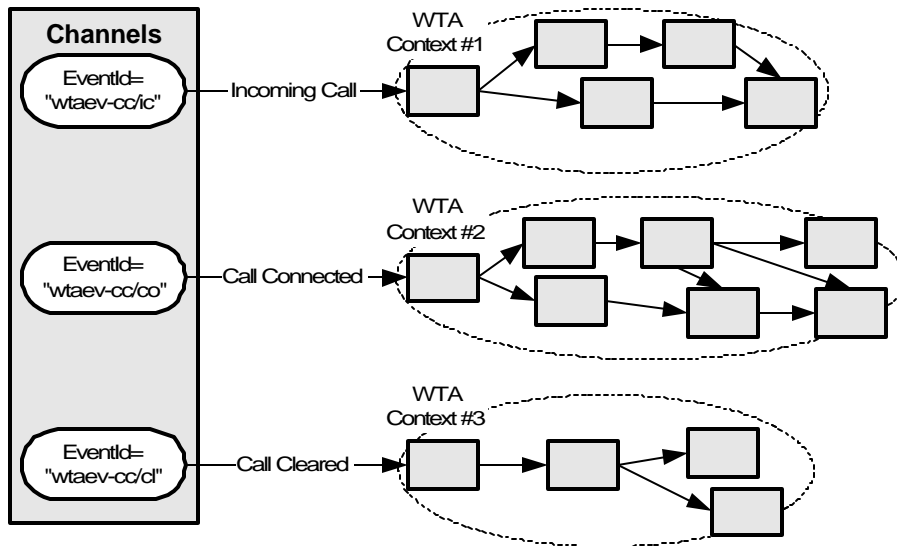 Channels
EventId=
"wtaev-cc/ic"
Incoming Call
WTA
Context #1
EventId=
"wtaev-cc/co"
Call Connected
WTA
Context #2
EventId=
"wtaev-cc/cl"
Call Cleared
WTA
Context #3